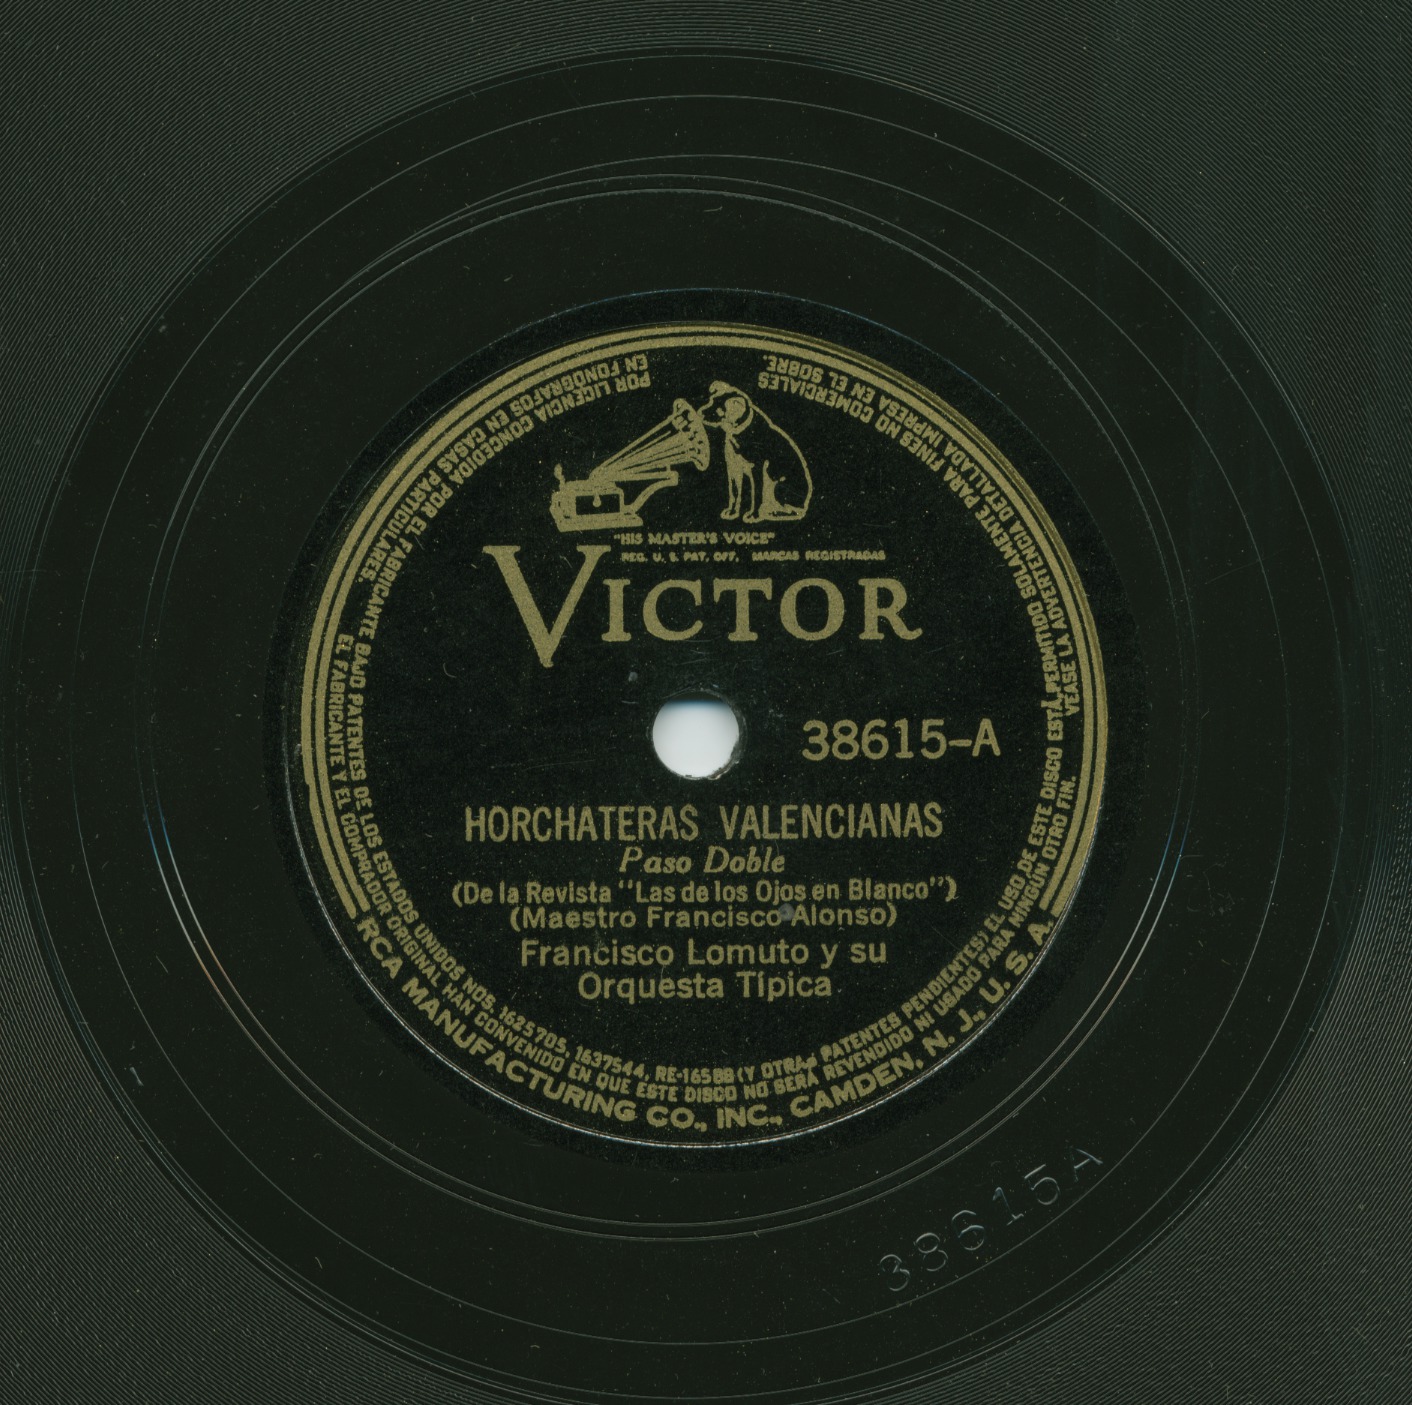 "HIS MASTER'S VOICE"
REG. U. S. PAT. OFF. MARCAS REGISTRADAS
VICTOR
38615-A
HORCHATERAS VALENCIANAS
Paso Doble
(De la Revista "Las de los Ojos en Blanco")
(Maestro Francisco Alonso)
Francisco Lomuto y su
Orquesta Típica
POR LICENCIA CONCEDIDA POR EL FABRICANTE BAJO PATENTES DE LOS ESTADOS UNIDOS NOS. 1625705, 1637544, RE-16588 (Y OTRAS PATENTES PENDIENTES) EL USO DE ESTE DISCO ESTÁ PERMITIDO SOLAMENTE PARA FINES NO COMERCIALES
EN FONOGRAFOS EN CASAS PARTICULARES.
EL FABRICANTE Y EL COMPRADOR ORIGINAL HAN CONVENIDO EN QUE ESTE DISCO NO SERÁ REVENDIDO NI USADO PARA NINGUN OTRO FIN.
VEASE LA ADVERTENCIA DETALLADA IMPRESA EN EL SOBRE.
RCA MANUFACTURING CO., INC., CAMDEN, N. J., U. S. A.
38615A